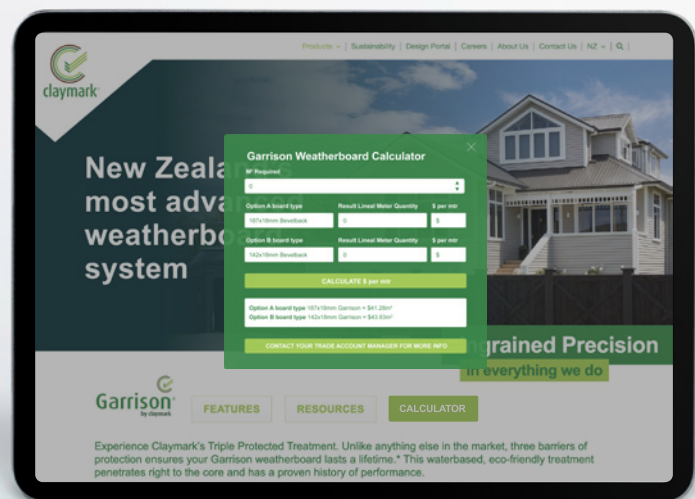 Products | Sustainability | Design Portal | Careers | About Us | Contact Us | NZ |
claymark
New Zeala
most adva
weatherbo
system
Garrison Weatherboard Calculator
M² Required
0
Option A board type Result Lineal Meter Quantity $ per mtr
187x18mm Bevelback 0 $
Option B board type Result Lineal Meter Quantity $ per mtr
142x18mm Bevelback 0 $
CALCULATE $ per mtr
Option A board type 187x18mm Garrison = $41.28m²
Option B board type 142x18mm Garrison = $43.93m²
CONTACT YOUR TRADE ACCOUNT MANAGER FOR MORE INFO
ngrained Precision
in everything we do
Garrison
by claymark
FEATURES RESOURCES CALCULATOR
Experience Claymark's Triple Protected Treatment. Unlike anything else in the market, three barriers of
protection ensures your Garrison weatherboard lasts a lifetime.* This waterbased, eco-friendly treatment
penetrates right to the core and has a proven history of performance.